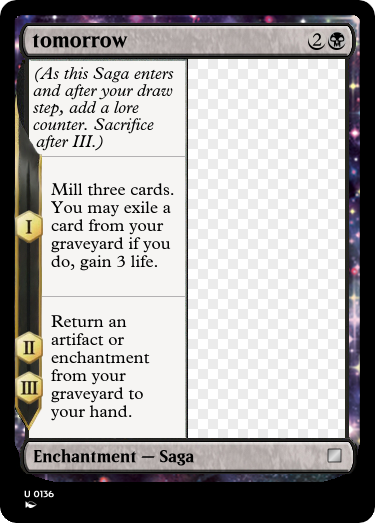 tomorrow 2
(As this Saga enters
and after your draw
step, add a lore
counter. Sacrifice
after III.)
I
Mill three cards.
You may exile a
card from your
graveyard if you
do, gain 3 life.
II
III
Return an
artifact or
enchantment
from your
graveyard to
your hand.
Enchantment — Saga
U 0136